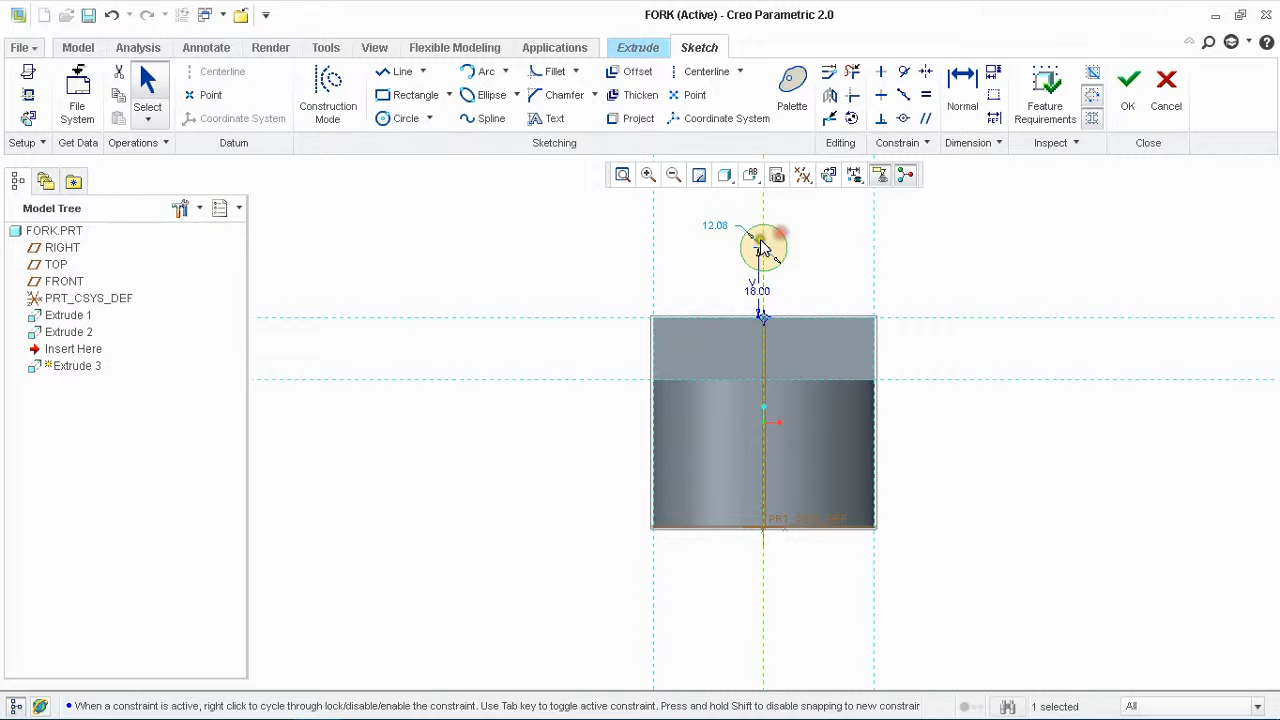 FORK (Active) - Creo Parametric 2.0
File Model Analysis Annotate Render Tools View Flexible Modeling Applications Extrude Sketch
Centerline Line Arc Fillet Offset Centerline
Point Rectangle Ellipse Chamfer Thicken Point
Coordinate System Circle Spline Text Project Coordinate System
File System Select Construction Mode Palette Normal Feature Requirements OK Cancel
Setup Get Data Operations Datum Sketching Editing Constrain Dimension Inspect Close
Model Tree
FORK.PRT
RIGHT
TOP
FRONT
PRT_CSYS_DEF
Extrude 1
Extrude 2
Insert Here
Extrude 3
12.08
V
18.00
PRT_CSYS_DEF
When a constraint is active, right click to cycle through lock/disable/enable the constraint. Use Tab key to toggle active constraint. Press and hold Shift to disable snapping to new constrair
1 selected
All